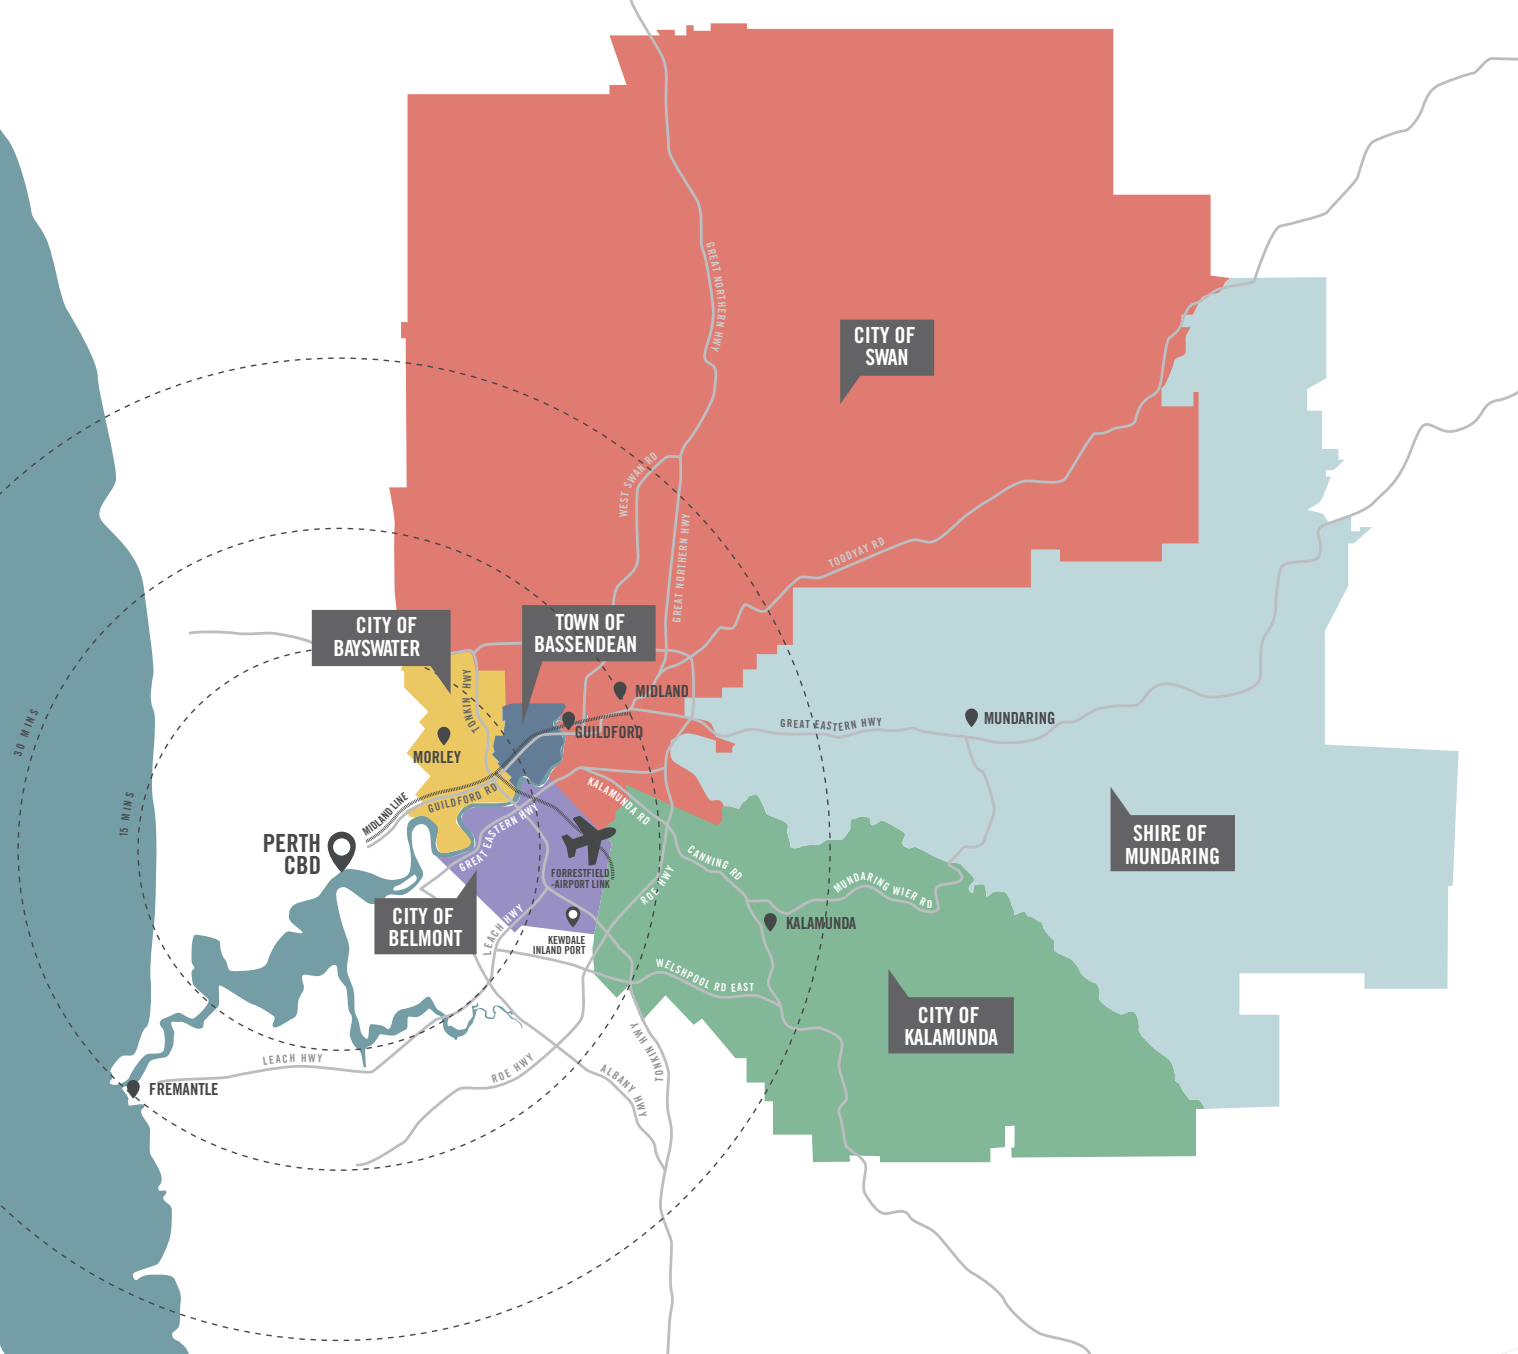 GREAT NORTHERN HWY
CITY OF
SWAN
WEST SWAN RD
GREAT NORTHERN HWY
TOODYAY RD
CITY OF
BAYSWATER
TOWN OF
BASSENDEAN
TONKIN HWY
MIDLAND
GUILDFORD
GREAT EASTERN HWY
MUNDARING
30 MINS
MORLEY
15 MINS
MIDLAND LINE
GUILDFORD RD
KALAMUNDA RD
PERTH
CBD
GREAT EASTERN HWY
SHIRE OF
MUNDARING
FORRESTFIELD
-AIRPORT LINK
CANNING RD
ROE HWY
MUNDARING WIER RD
CITY OF
BELMONT
LEACH HWY
KEWDALE
INLAND PORT
KALAMUNDA
WELSHPOOL RD EAST
CITY OF
KALAMUNDA
LEACH HWY
ROE HWY
TONKIN HWY
ALBANY HWY
FREMANTLE